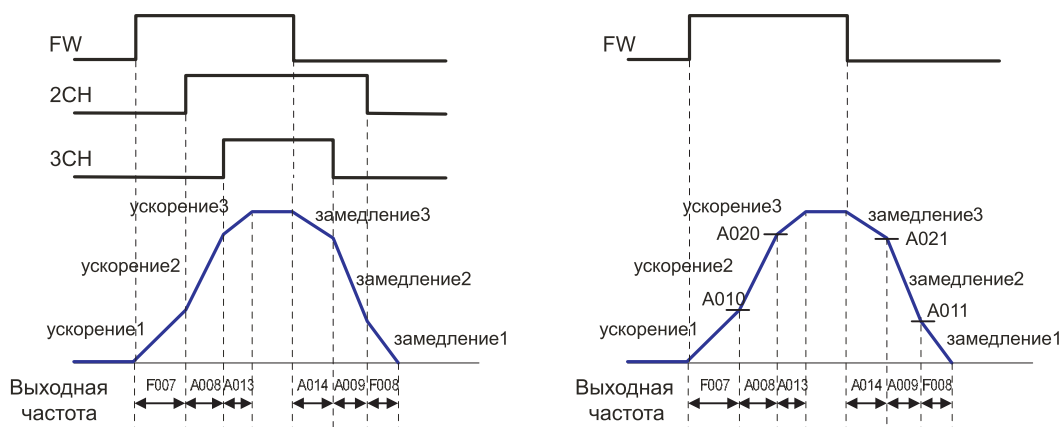 FW
2CH
3CH
ускорение3
замедление3
ускорение2
замедление2
ускорение1
замедление1
F007 A008 A013 A014 A009 F008
Выходная
частота
FW
ускорение3
замедление3
A020
A021
ускорение2
замедление2
A010
A011
ускорение1
замедление1
F007 A008 A013 A014 A009 F008
Выходная
частота